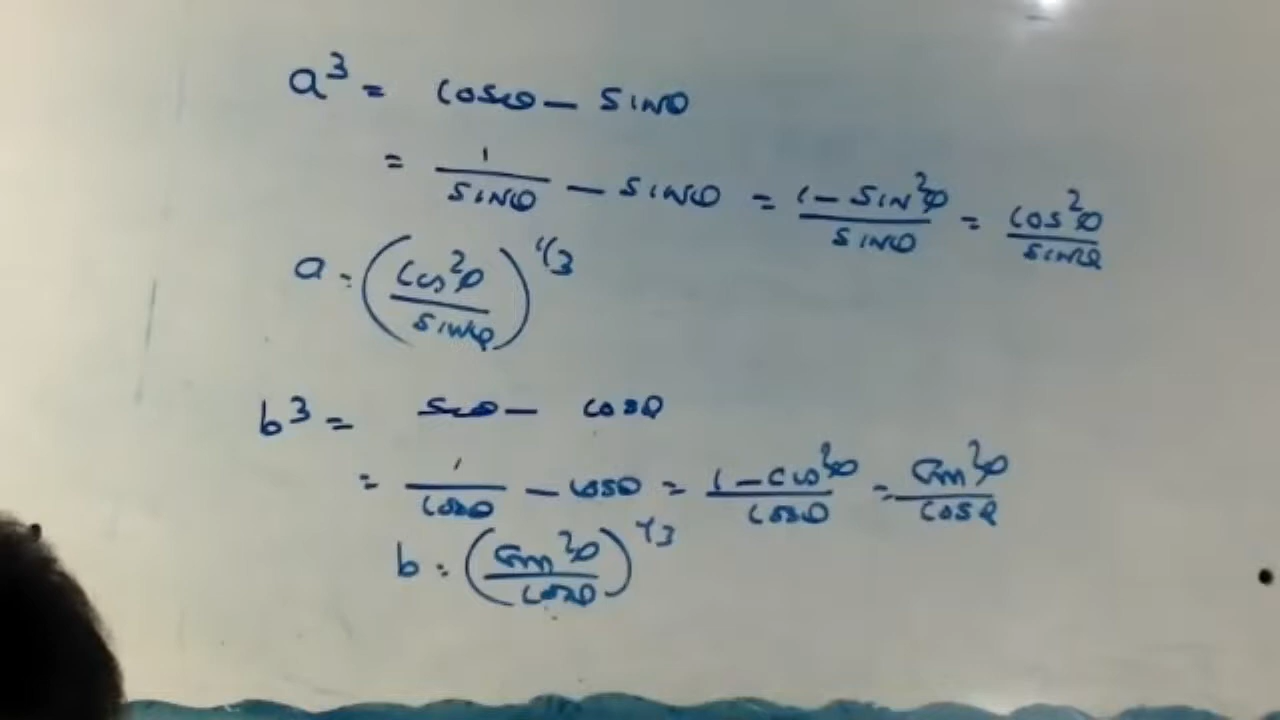 a³ = cosecθ − sinθ
= 1/sinθ − sinθ = (1 − sin²θ)/sinθ = cos²θ/sinθ
a = (cos²θ/sinθ)^1/3
b³ = secθ − cosθ
= 1/cosθ − cosθ = (1 − cos²θ)/cosθ = sin²θ/cosθ
b = (sin²θ/cosθ)^1/3